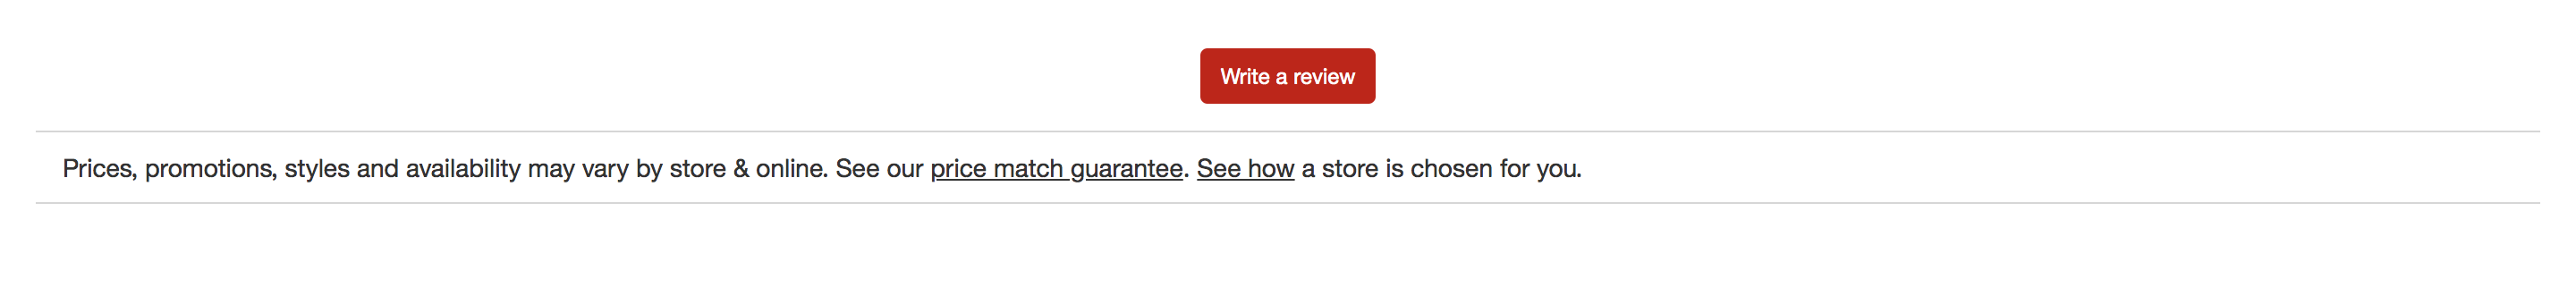 Write a review
Prices, promotions, styles and availability may vary by store & online. See our price match guarantee. See how a store is chosen for you.